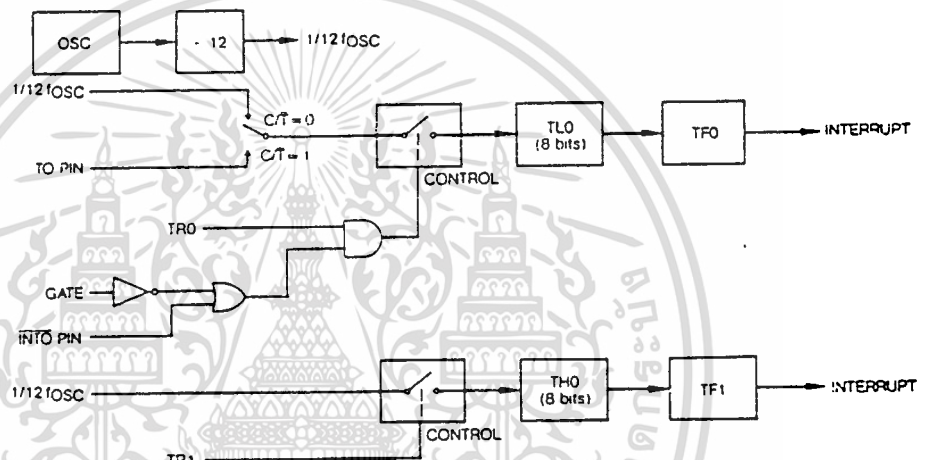 OSC
÷ 12
1/12 fOSC
1/12 fOSC
C/T̅ = 0
C/T̅ = 1
TO PIN
CONTROL
TL0
(8 bits)
TF0
INTERRUPT
TR0
GATE
I̅N̅T̅0̅ PIN
1/12 fOSC
CONTROL
TH0
(8 bits)
TF1
INTERRUPT
TR1